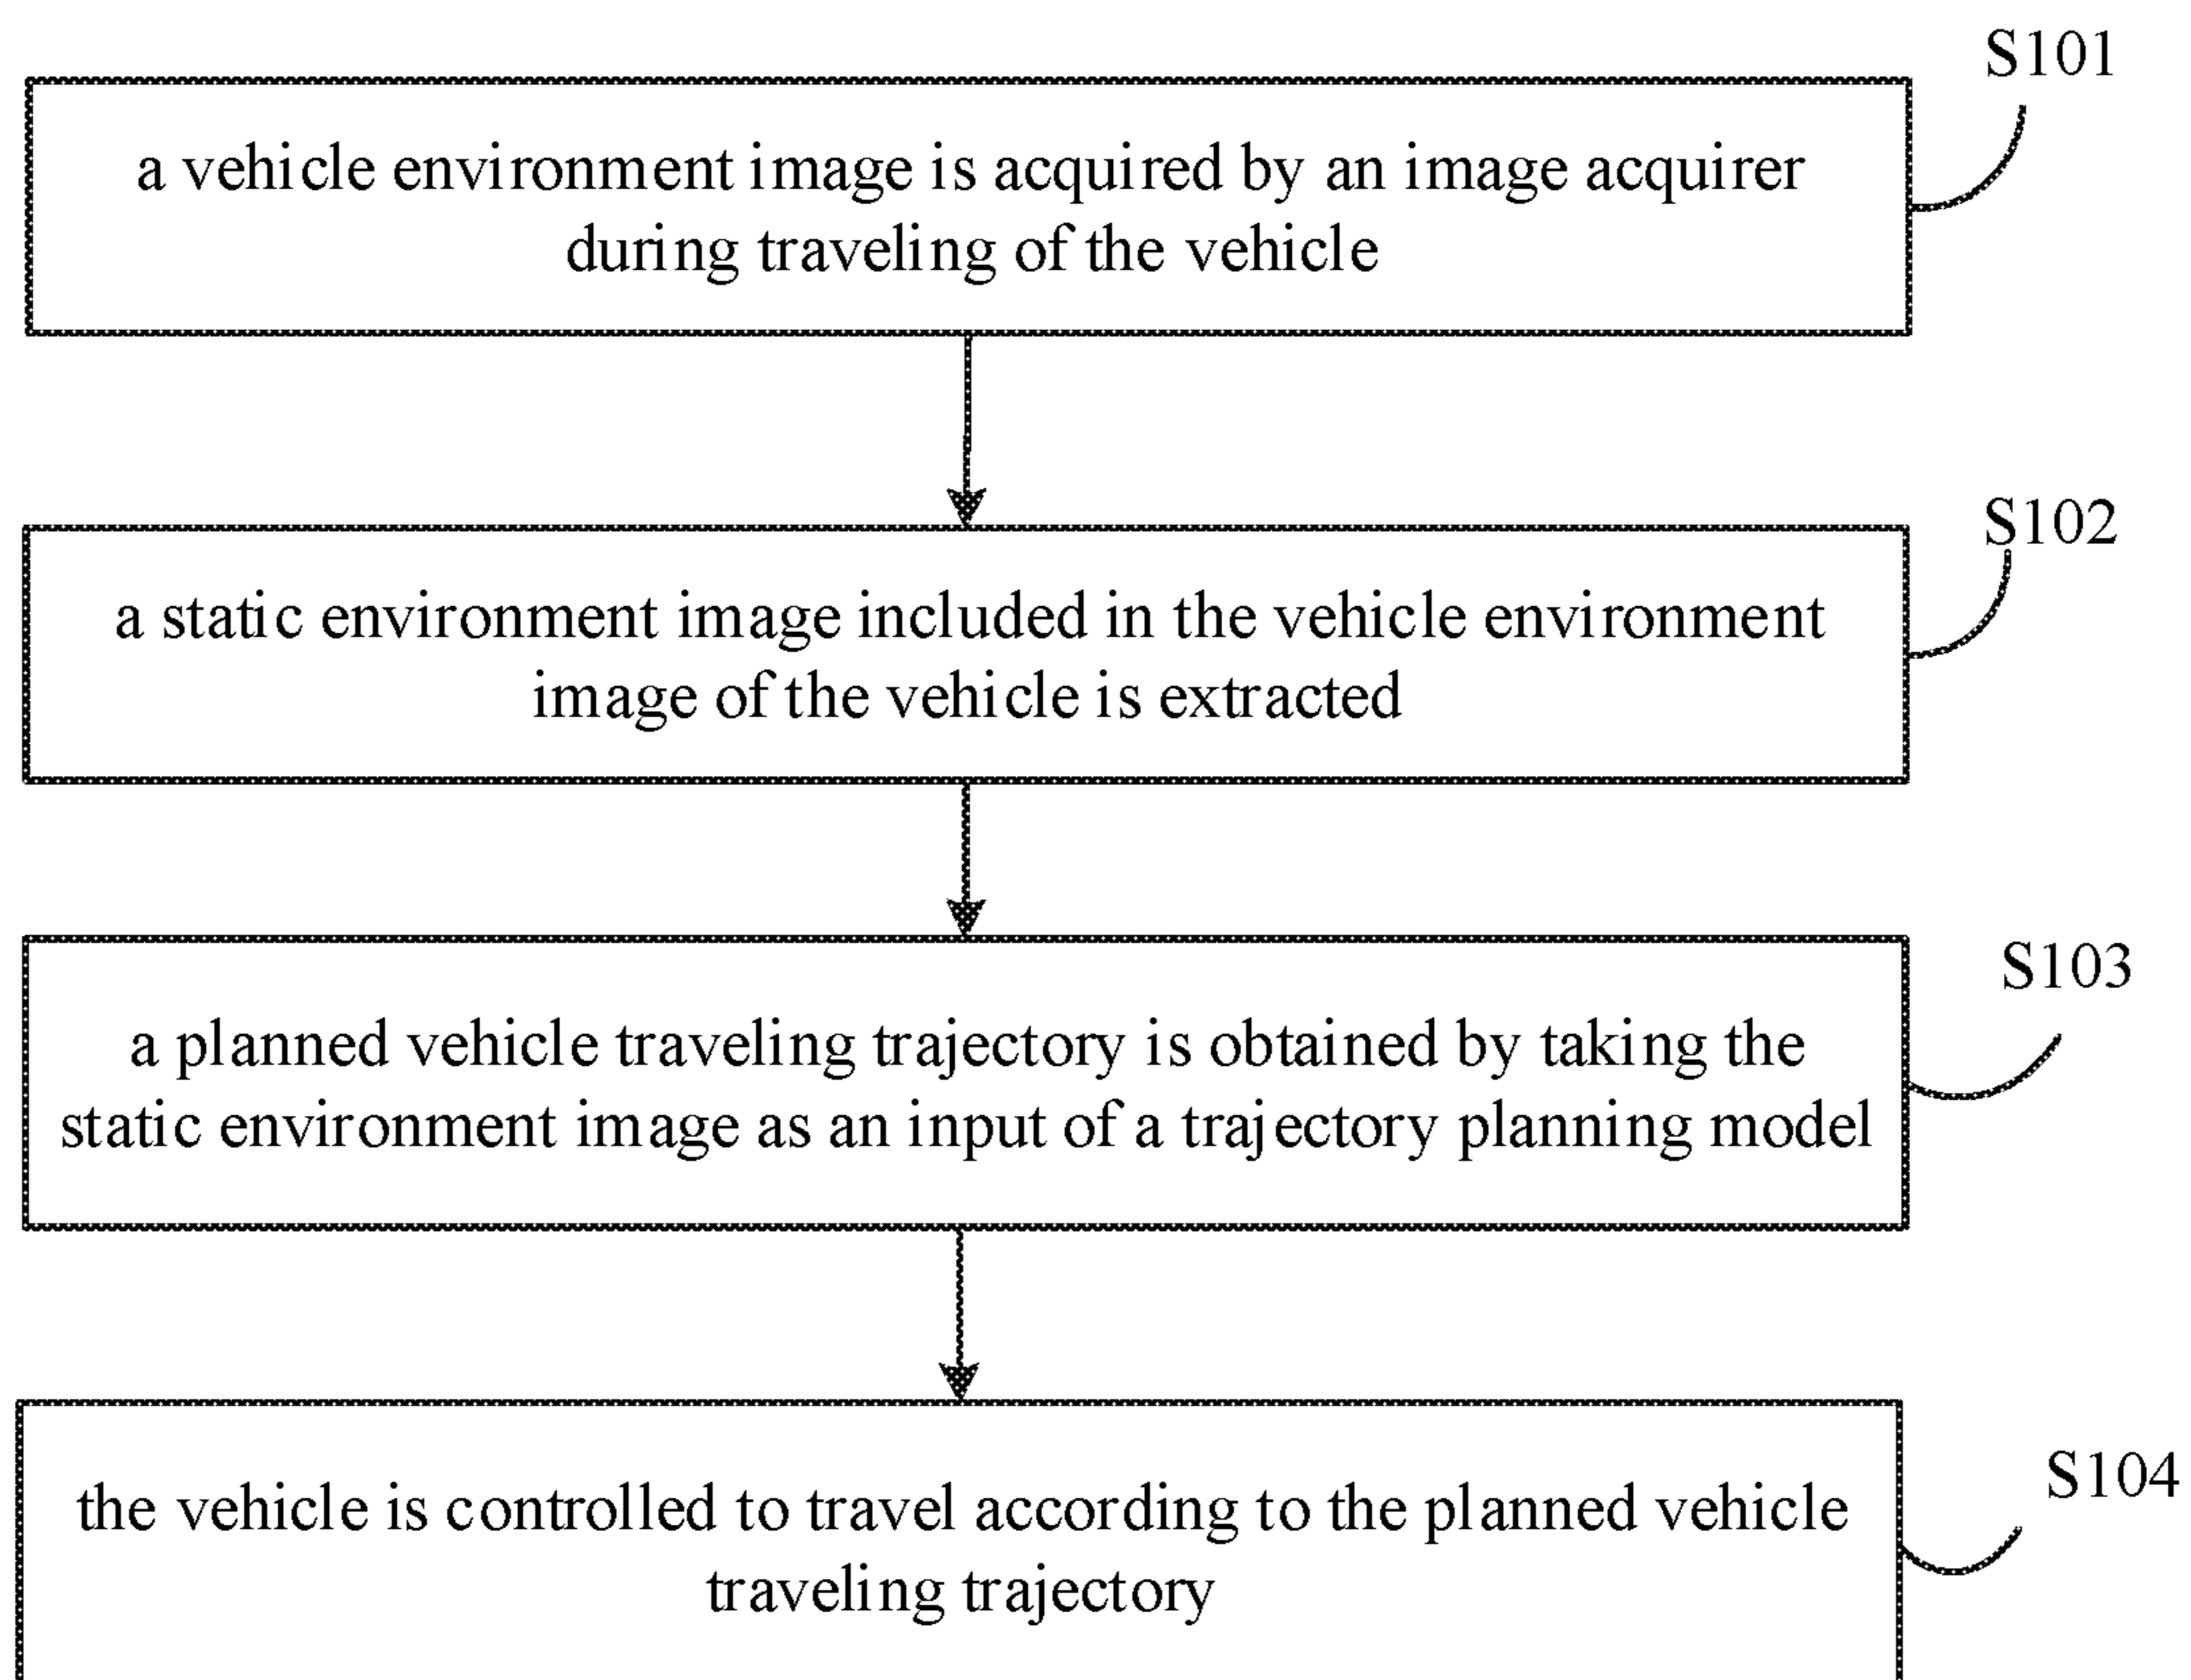 S101
a vehicle environment image is acquired by an image acquirer
during traveling of the vehicle
S102
a static environment image included in the vehicle environment
image of the vehicle is extracted
S103
a planned vehicle traveling trajectory is obtained by taking the
static environment image as an input of a trajectory planning model
S104
the vehicle is controlled to travel according to the planned vehicle
traveling trajectory